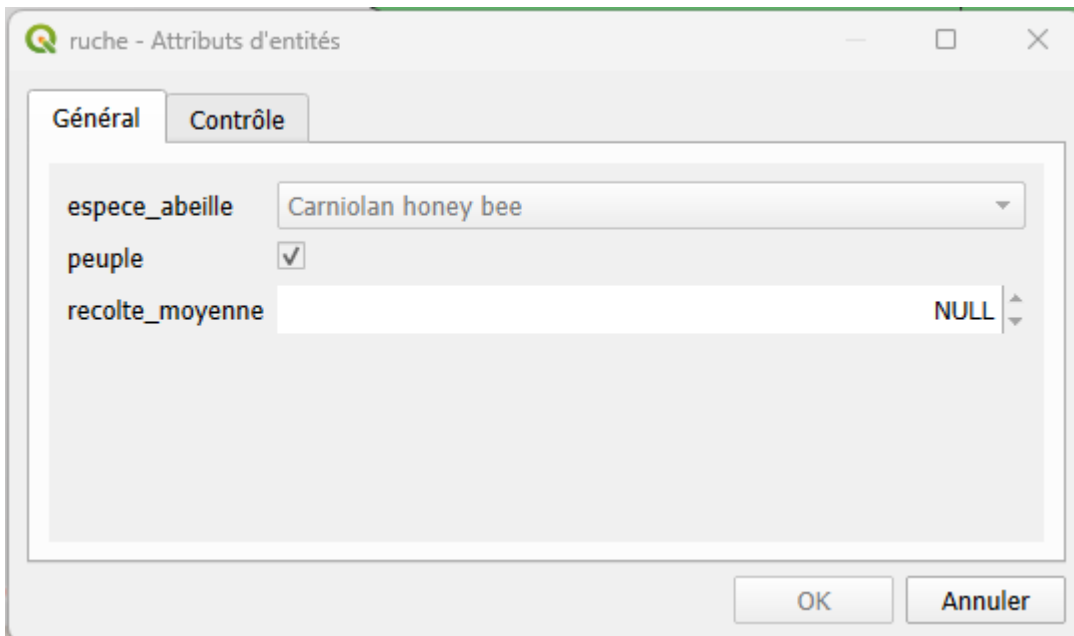 ruche - Attributs d'entités
Général Contrôle
espece_abeille Carniolan honey bee
peuple
recolte_moyenne NULL
OK Annuler